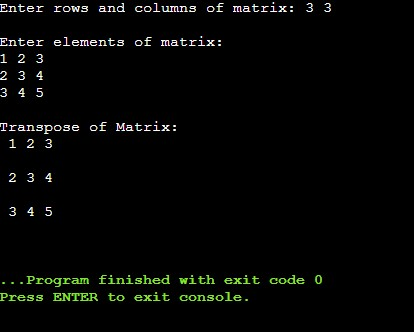 Enter rows and columns of matrix: 3 3
Enter elements of matrix:
1 2 3
2 3 4
3 4 5
Transpose of Matrix:
1 2 3
2 3 4
3 4 5
...Program finished with exit code 0
Press ENTER to exit console.